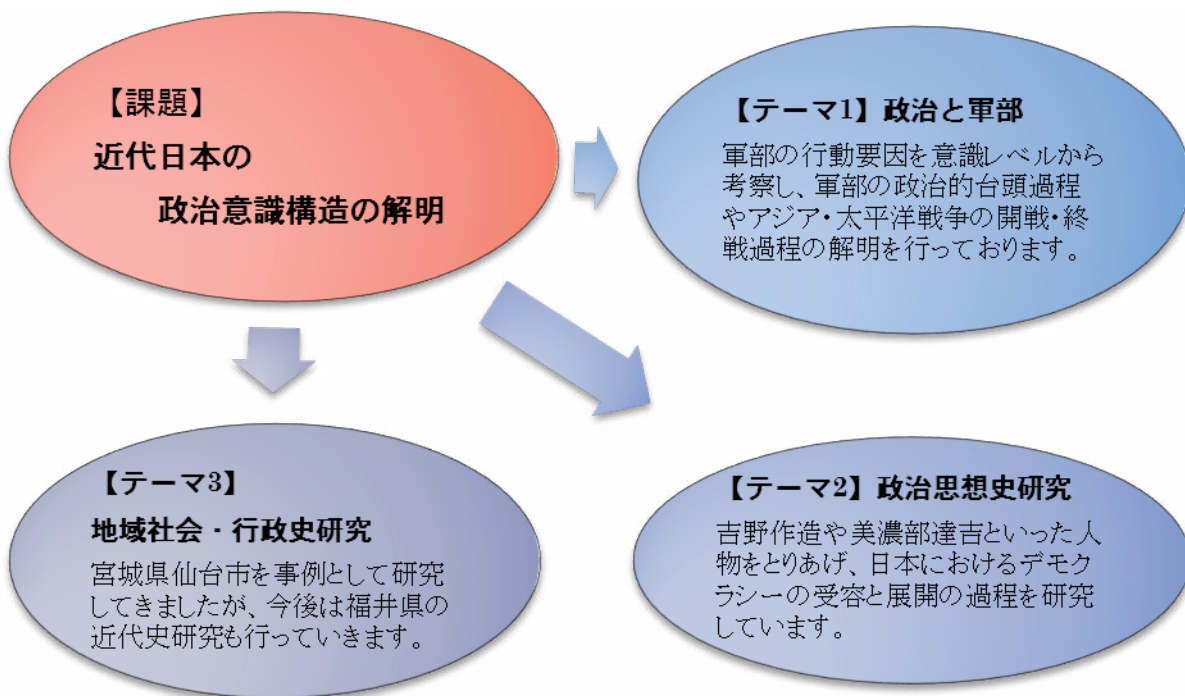 【課題】
近代日本の
政治意識構造の解明
【テーマ1】政治と軍部
軍部の行動要因を意識レベルから
考察し、軍部の政治的台頭過程
やアジア・太平洋戦争の開戦・終
戦過程の解明を行っております。
【テーマ2】政治思想史研究
吉野作造や美濃部達吉といった人
物をとりあげ、日本におけるデモク
ラシーの受容と展開の過程を研究
しています。
【テーマ3】
地域社会・行政史研究
宮城県仙台市を事例として研究
してきましたが、今後は福井県の
近代史研究も行っていきます。